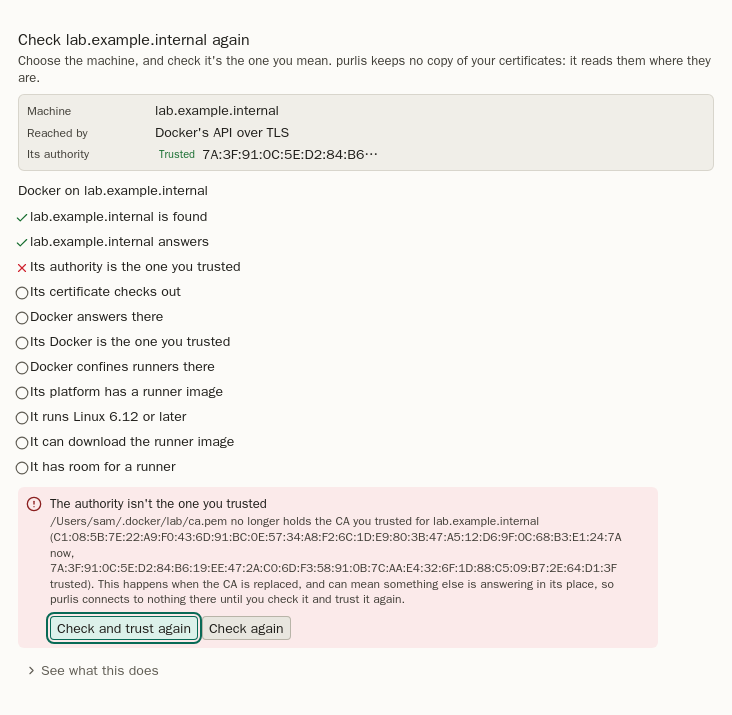 Check lab.example.internal again
Choose the machine, and check it's the one you mean. purlis keeps no copy of your certificates: it reads them where they
are.
Machine lab.example.internal
Reached by Docker's API over TLS
Its authority Trusted 7A:3F:91:0C:5E:D2:84:B6⋯
Docker on lab.example.internal
lab.example.internal is found
lab.example.internal answers
Its authority is the one you trusted
Its certificate checks out
Docker answers there
Its Docker is the one you trusted
Docker confines runners there
Its platform has a runner image
It runs Linux 6.12 or later
It can download the runner image
It has room for a runner
The authority isn't the one you trusted
/Users/sam/.docker/lab/ca.pem no longer holds the CA you trusted for lab.example.internal
(C1:08:5B:7E:22:A9:F0:43:6D:91:BC:0E:57:34:A8:F2:6C:1D:E9:80:3B:47:A5:12:D6:9F:0C:68:B3:E1:24:7A
now,
7A:3F:91:0C:5E:D2:84:B6:19:EE:47:2A:C0:6D:F3:58:91:0B:7C:AA:E4:32:6F:1D:88:C5:09:B7:2E:64:D1:3F
trusted). This happens when the CA is replaced, and can mean something else is answering in its place, so
purlis connects to nothing there until you check it and trust it again.
Check and trust again Check again
See what this does